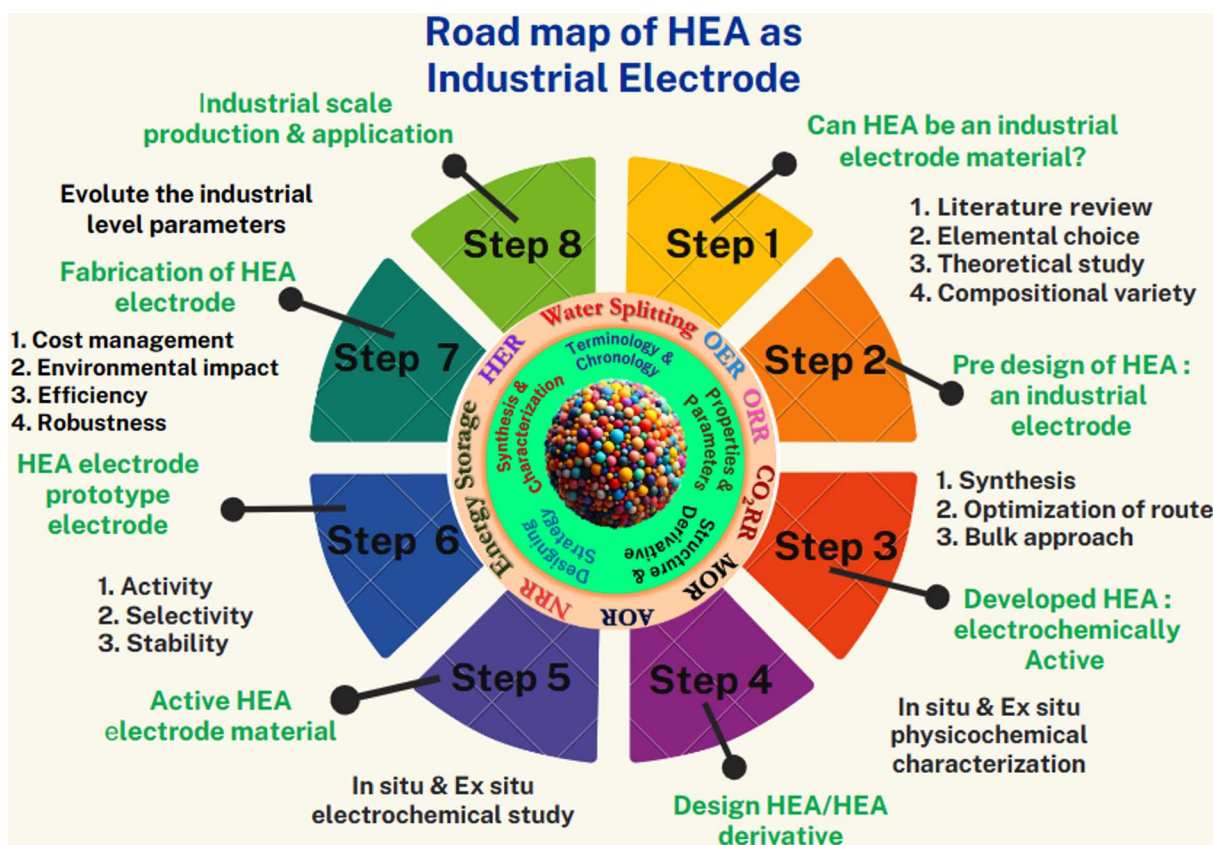 Road map of HEA as
Industrial Electrode
Industrial scale
production & application
Can HEA be an industrial
electrode material?
Evolute the industrial
level parameters
1. Literature review
2. Elemental choice
3. Theoretical study
4. Compositional variety
Step 8
Step 1
Fabrication of HEA
electrode
1. Cost management
2. Environmental impact
3. Efficiency
4. Robustness
Step 7
Step 2
Pre design of HEA :
an industrial
electrode
HEA electrode
prototype
electrode
Step 6
Step 3
1. Synthesis
2. Optimization of route
3. Bulk approach
1. Activity
2. Selectivity
3. Stability
Developed HEA :
electrochemically
Active
Step 5
Step 4
Active HEA
electrode material
In situ & Ex situ
physicochemical
characterization
In situ & Ex situ
electrochemical study
Design HEA/HEA
derivative
Water Splitting
OER
ORR
CO₂RR
MOR
AOR
NRR
Energy Storage
HER
Terminology &
Chronology
Properties &
Parameters
Structure &
Derivative
Designing
Strategy
Synthesis &
Characterization